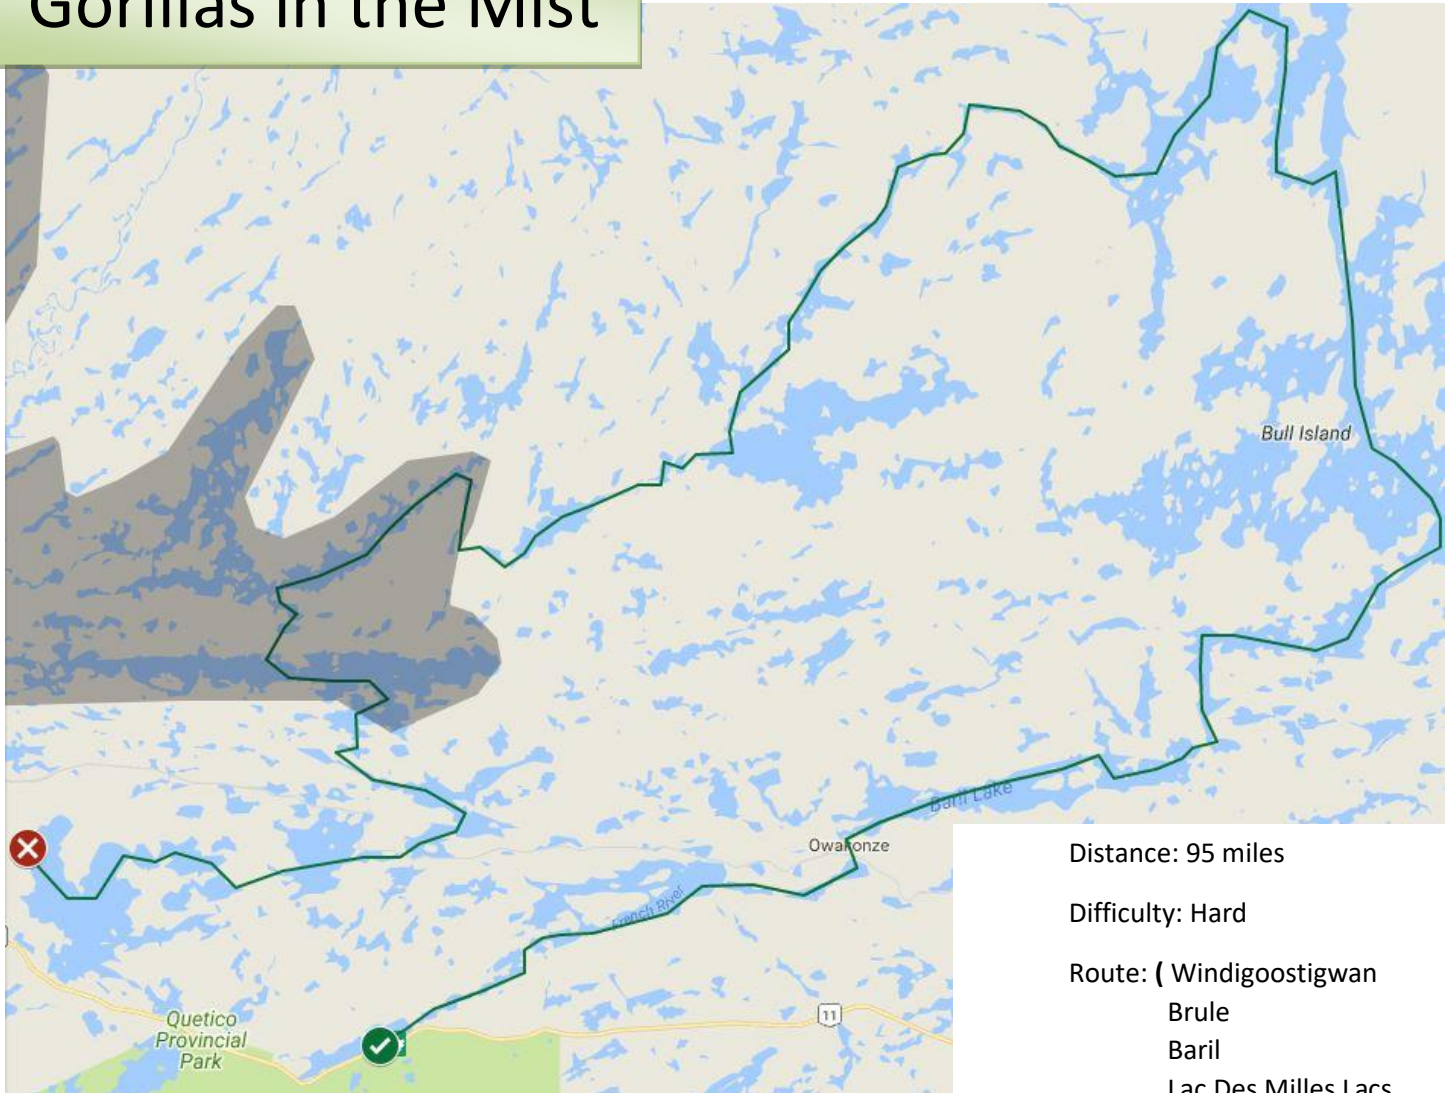 Gorillas in the Mist
Bull Island
Baril Lake
Owakonze
French River
11
Quetico
Provincial
Park
Distance: 95 miles
Difficulty: Hard
Route: ( Windigoostigwan
Brule
Baril
Lac Des Milles Lacs